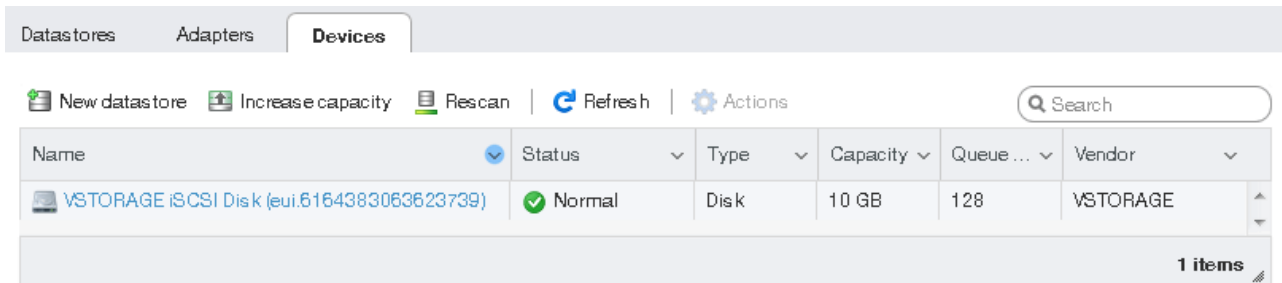 Datastores Adapters Devices
New datastore Increase capacity Rescan Refresh Actions Search
Name Status Type Capacity Queue ... Vendor
VSTORAGE iSCSI Disk (eui.6164383063623739) Normal Disk 10 GB 128 VSTORAGE
1 items